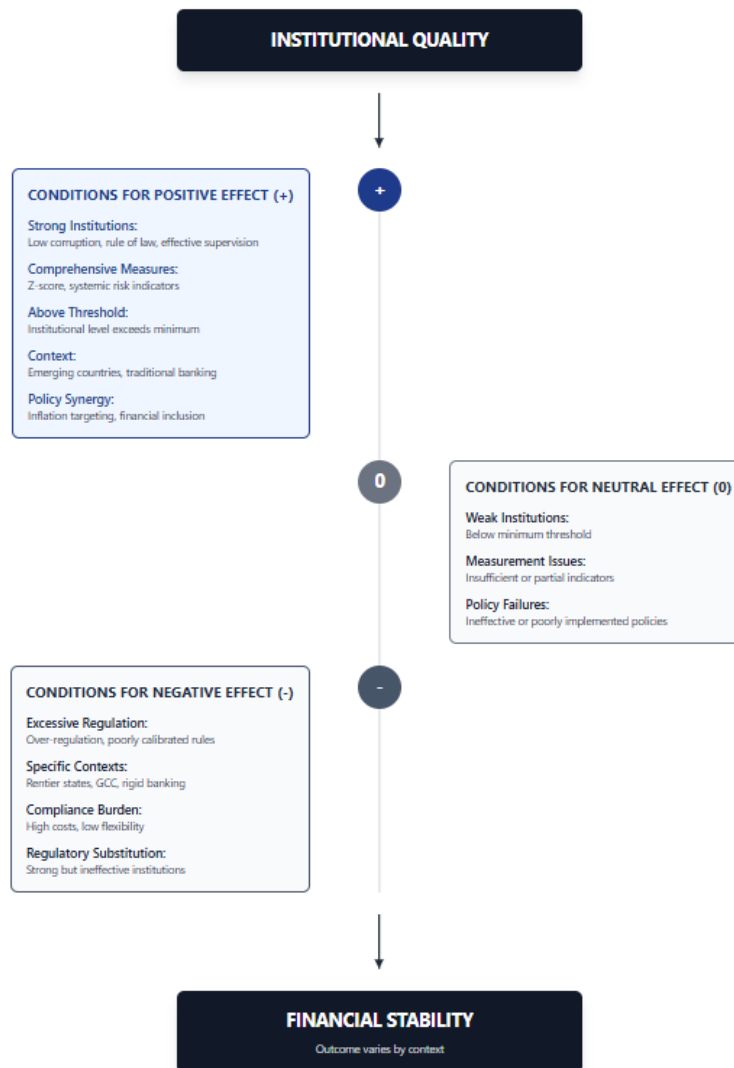 INSTITUTIONAL QUALITY
+
CONDITIONS FOR POSITIVE EFFECT (+)
Strong Institutions:
Low corruption, rule of law, effective supervision
Comprehensive Measures:
Z-score, systemic risk indicators
Above Threshold:
Institutional level exceeds minimum
Context:
Emerging countries, traditional banking
Policy Synergy:
Inflation targeting, financial inclusion
0
CONDITIONS FOR NEUTRAL EFFECT (0)
Weak Institutions:
Below minimum threshold
Measurement Issues:
Insufficient or partial indicators
Policy Failures:
Ineffective or poorly implemented policies
-
CONDITIONS FOR NEGATIVE EFFECT (-)
Excessive Regulation:
Over-regulation, poorly calibrated rules
Specific Contexts:
Rentier states, GCC, rigid banking
Compliance Burden:
High costs, low flexibility
Regulatory Substitution:
Strong but ineffective institutions
FINANCIAL STABILITY
Outcome varies by context